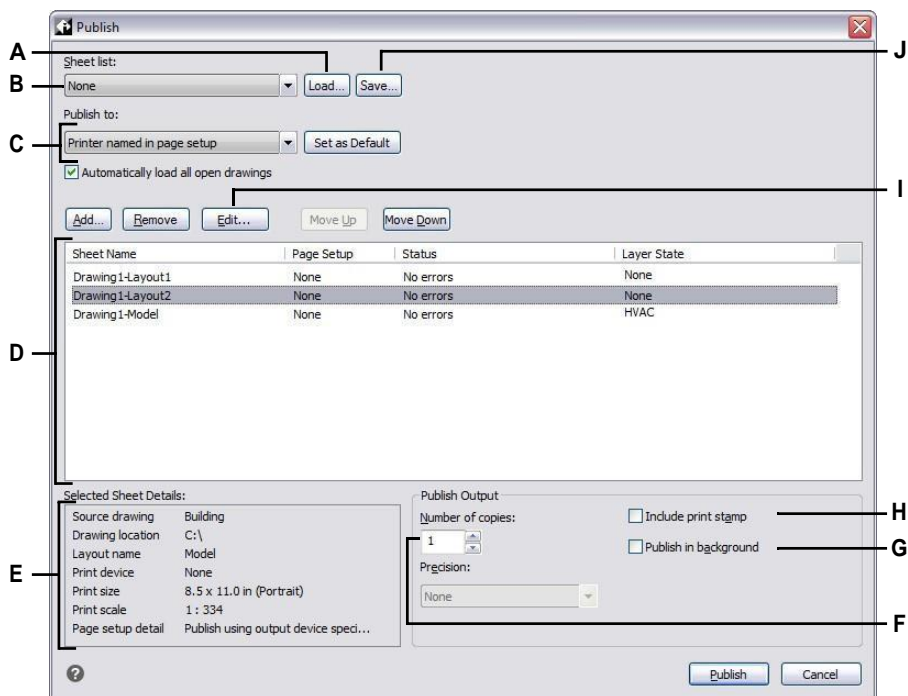 Publish
A
J
Sheet list:
B
None
Load...
Save...
Publish to:
C
Printer named in page setup
Set as Default
Automatically load all open drawings
I
Add...
Remove
Edit...
Move Up
Move Down
Sheet Name Page Setup Status Layer State
Drawing1-Layout1 None No errors None
Drawing1-Layout2 None No errors None
Drawing1-Model None No errors HVAC
D
Selected Sheet Details:
Source drawing Building
Drawing location C:\
Layout name Model
E
Print device None
Print size 8.5 x 11.0 in (Portrait)
Print scale 1 : 334
Page setup detail Publish using output device speci...
Publish Output
Number of copies:
1
Precision:
None
Include print stamp
H
Publish in background
G
F
?
Publish
Cancel